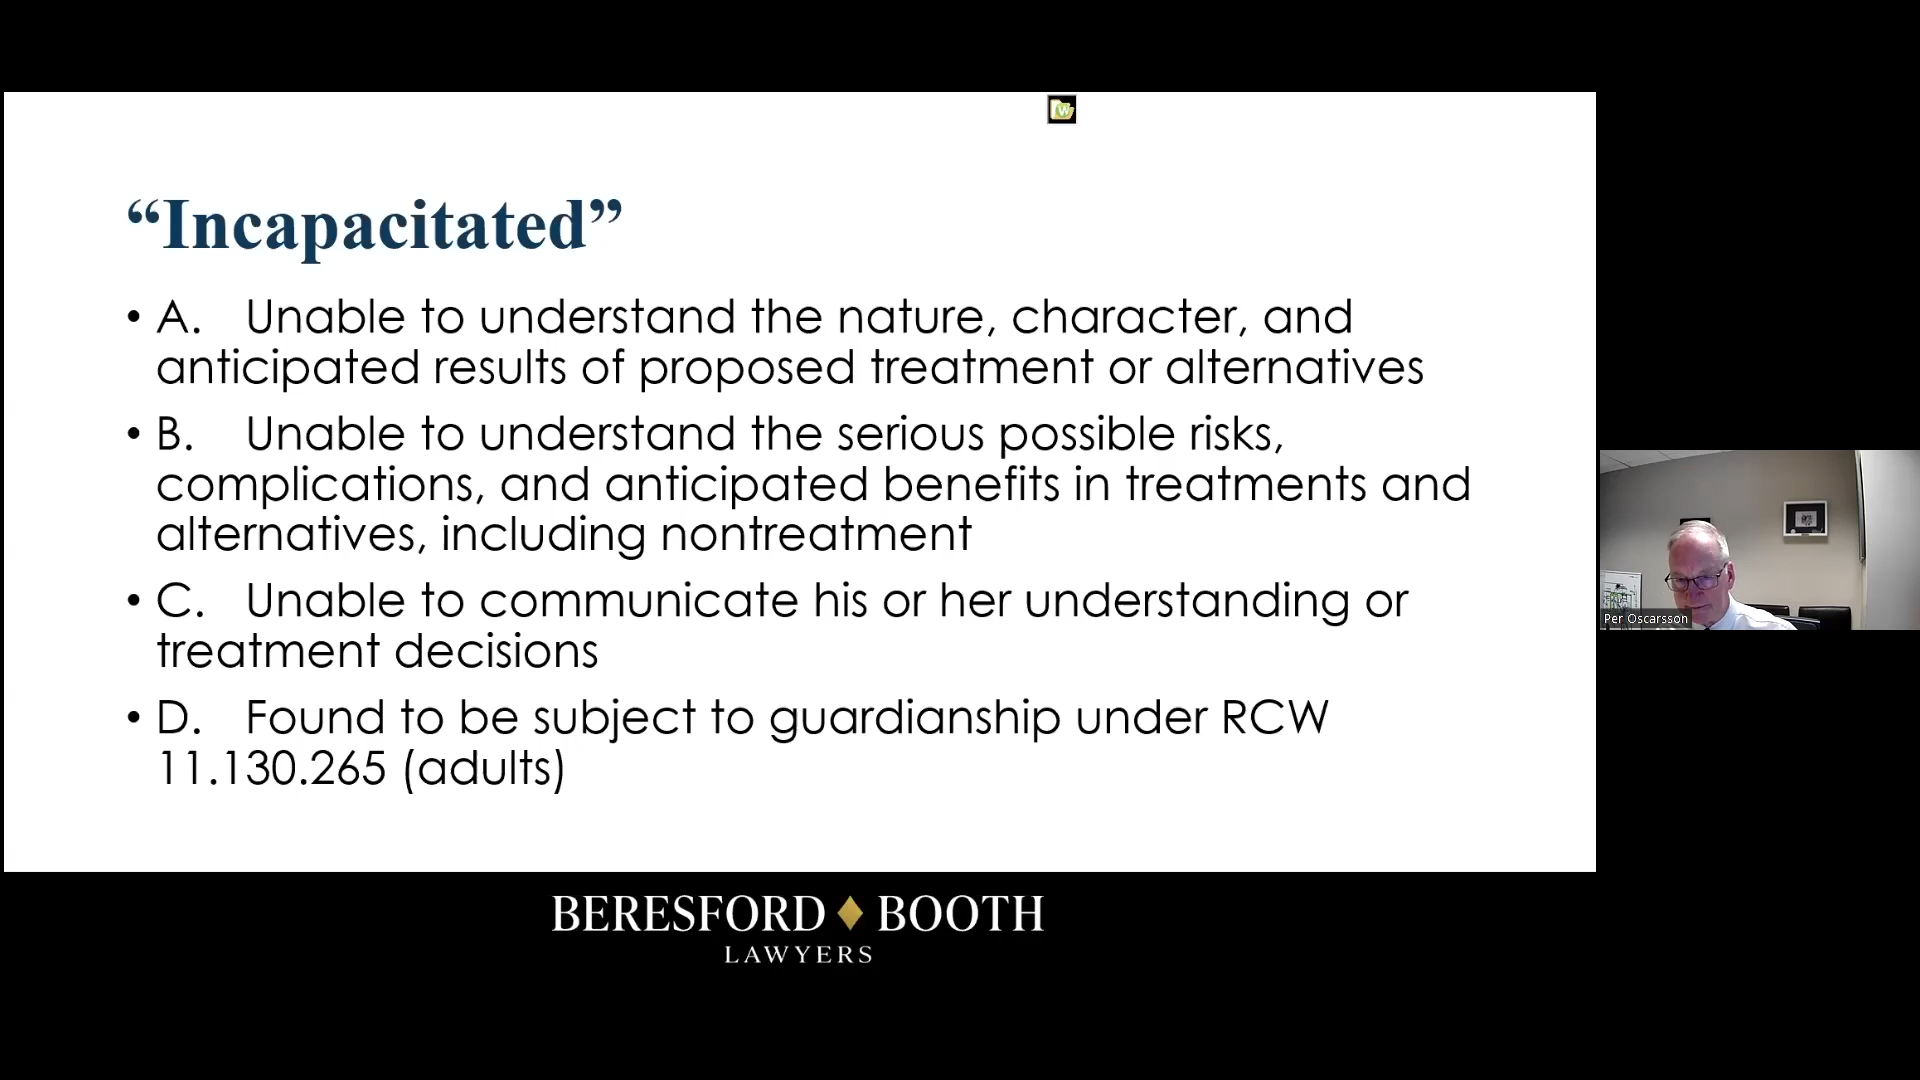 “Incapacitated”
• A. Unable to understand the nature, character, and
anticipated results of proposed treatment or alternatives
• B. Unable to understand the serious possible risks,
complications, and anticipated benefits in treatments and
alternatives, including nontreatment
• C. Unable to communicate his or her understanding or
treatment decisions
• D. Found to be subject to guardianship under RCW
11.130.265 (adults)
Per Oscarsson
BERESFORD BOOTH
LAWYERS